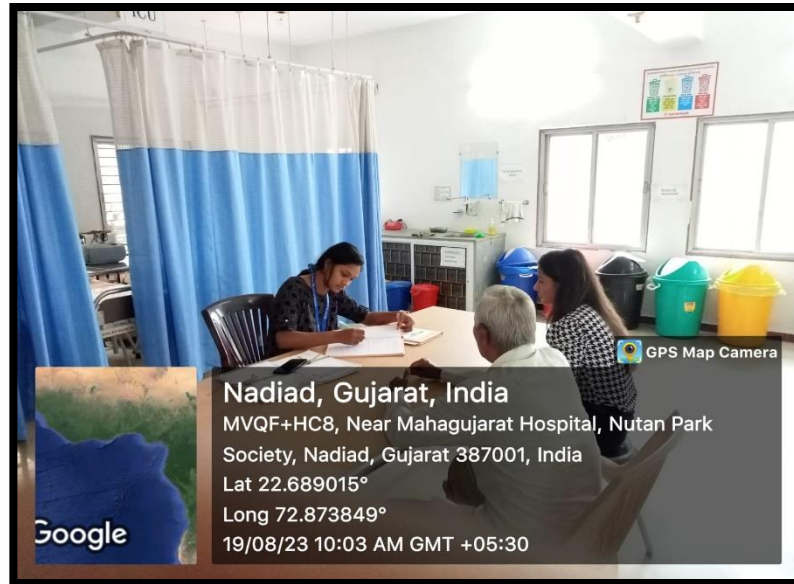 ICU
GPS Map Camera
Nadiad, Gujarat, India
MVQF+HC8, Near Mahagujarat Hospital, Nutan Park
Society, Nadiad, Gujarat 387001, India
Lat 22.689015°
Long 72.873849°
19/08/23 10:03 AM GMT +05:30
Google